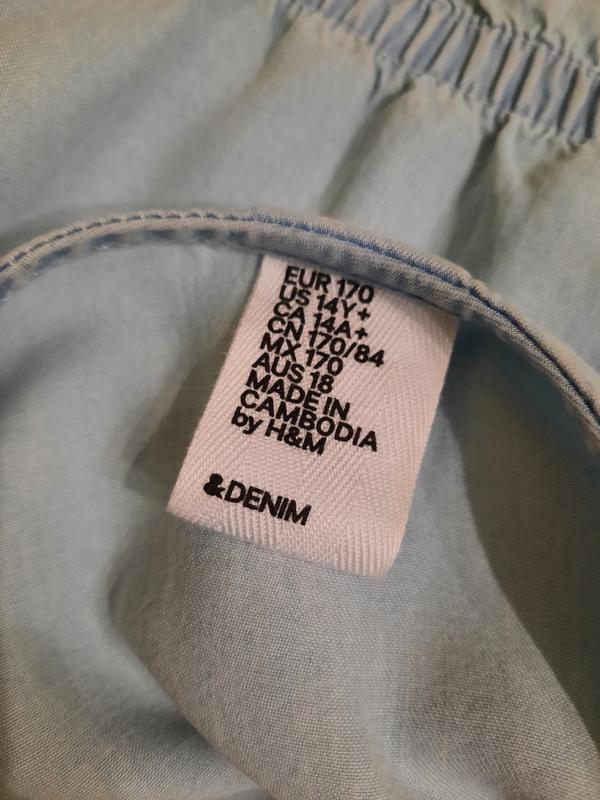 EUR 170
US 14Y+
CA 14A+
CN 170/84
MX 170
AUS 18
MADE IN
CAMBODIA
by H&M
&DENIM